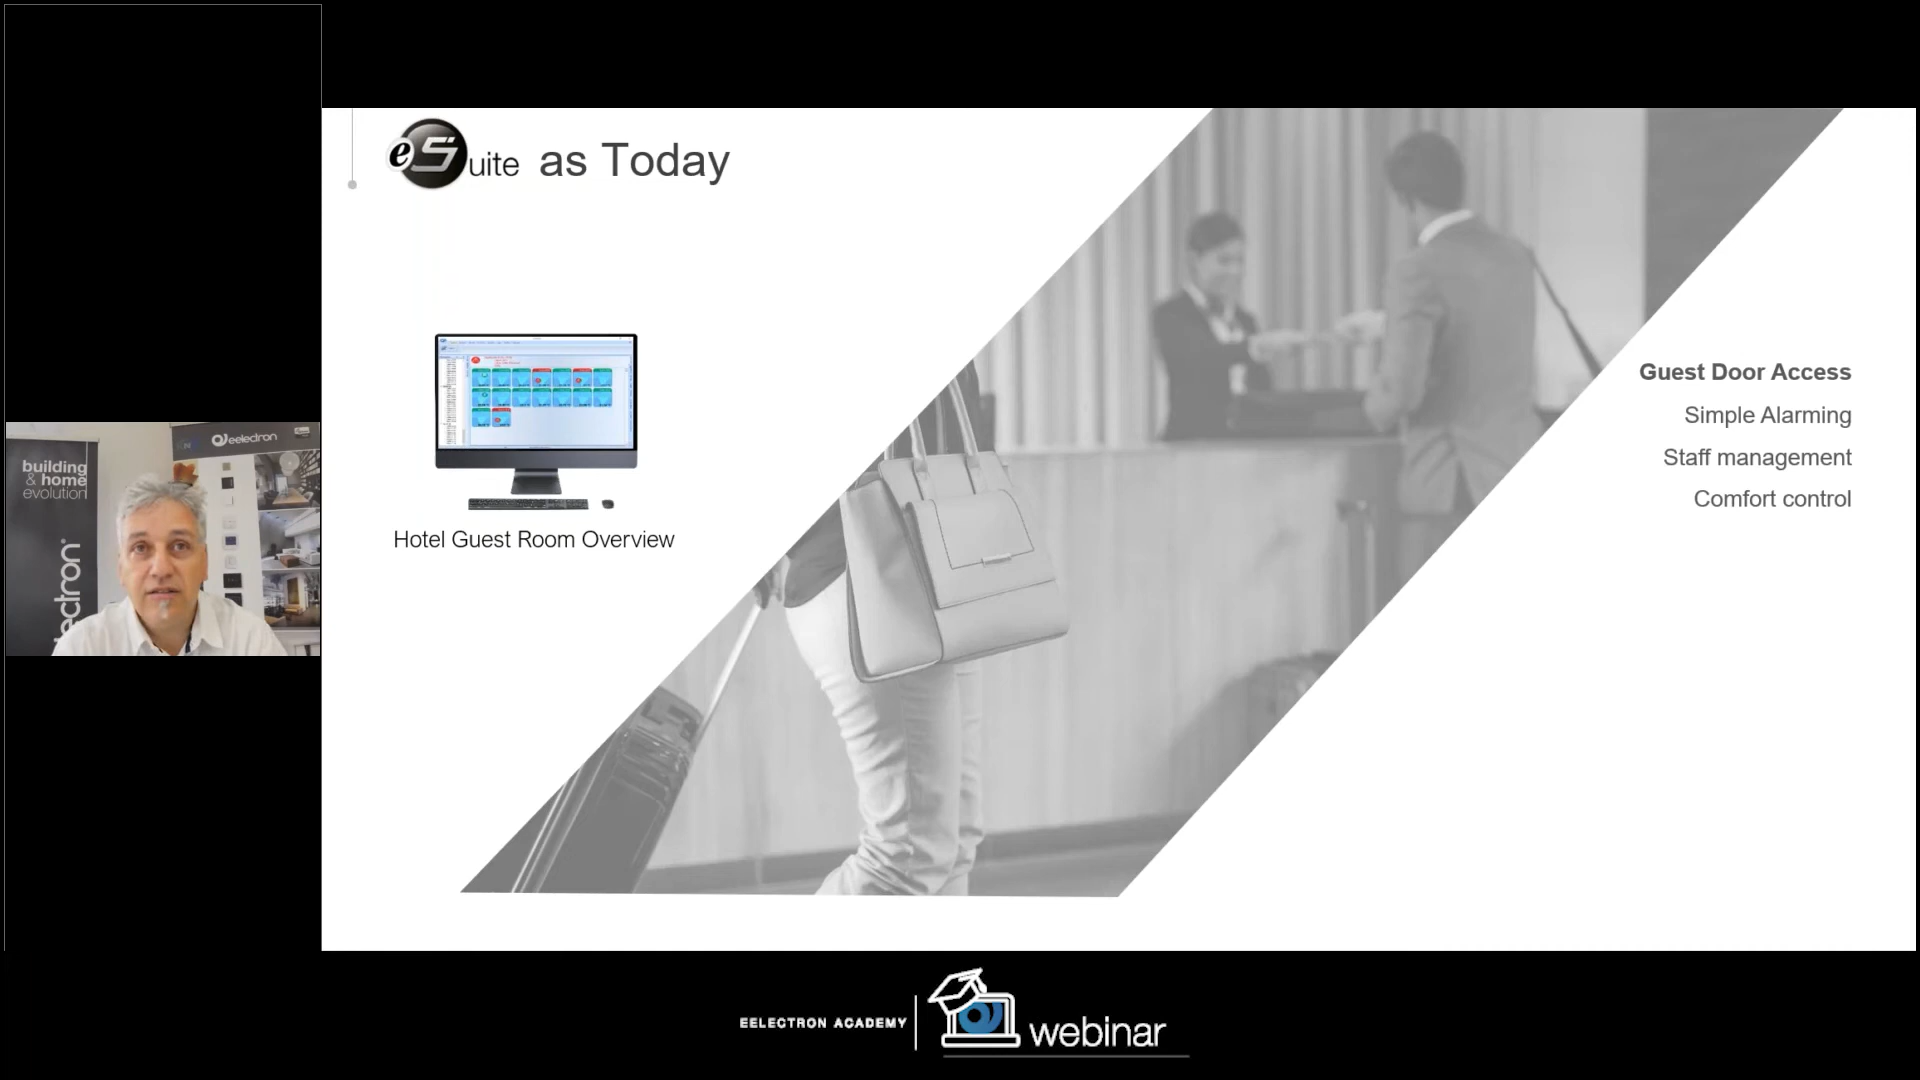 eSuite as Today
Hotel Guest Room Overview
Guest Door Access
Simple Alarming
Staff management
Comfort control
building
& home
evolution
eelectron
eelectron
EELECTRON ACADEMY
webinar